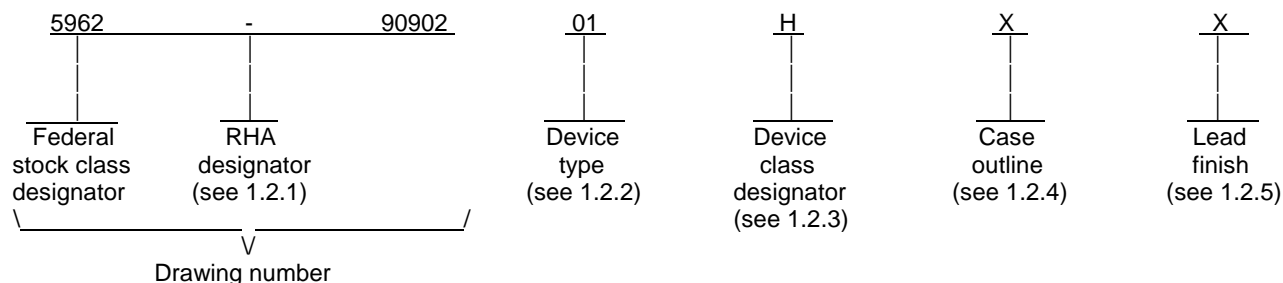 5962 - 90902 01 H X X
Federal RHA Device Device Case Lead
stock class designator type class outline finish
designator (see 1.2.1) (see 1.2.2) designator (see 1.2.4) (see 1.2.5)
(see 1.2.3)
Drawing number